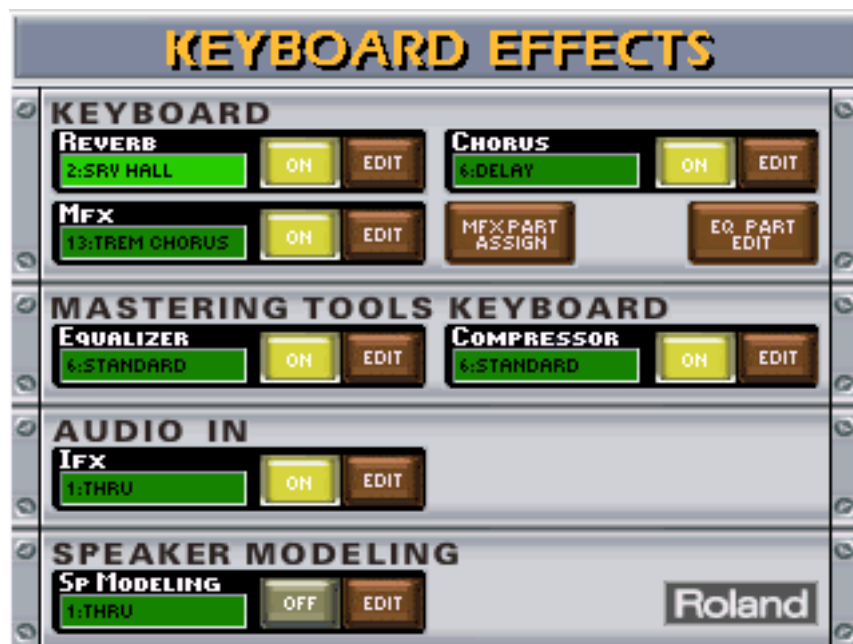 KEYBOARD EFFECTS
KEYBOARD
REVERB
2:SRV HALL
ON
EDIT
CHORUS
6:DELAY
ON
EDIT
MFX
13:TREM CHORUS
ON
EDIT
MFX PART
ASSIGN
EQ PART
EDIT
MASTERING TOOLS KEYBOARD
EQUALIZER
6:STANDARD
ON
EDIT
COMPRESSOR
6:STANDARD
ON
EDIT
AUDIO IN
IFX
1:THRU
ON
EDIT
SPEAKER MODELING
SP MODELING
1:THRU
OFF
EDIT
Roland